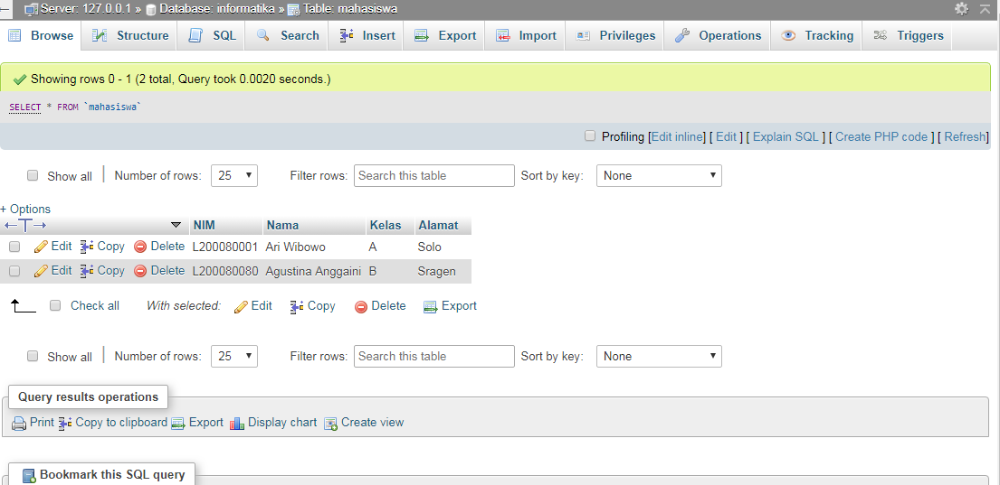 Server: 127.0.0.1 » Database: informatika » Table: mahasiswa
Browse Structure SQL Search Insert Export Import Privileges Operations Tracking Triggers
Showing rows 0 - 1 (2 total, Query took 0.0020 seconds.)
SELECT * FROM `mahasiswa`
Profiling [Edit inline] [ Edit ] [ Explain SQL ] [ Create PHP code ] [ Refresh]
Show all Number of rows: 25 Filter rows: Search this table Sort by key: None
+ Options
NIM Nama Kelas Alamat
Edit Copy Delete L200080001 Ari Wibowo A Solo
Edit Copy Delete L200080080 Agustina Anggaini B Sragen
Check all With selected: Edit Copy Delete Export
Show all Number of rows: 25 Filter rows: Search this table Sort by key: None
Query results operations
Print Copy to clipboard Export Display chart Create view
Bookmark this SQL query